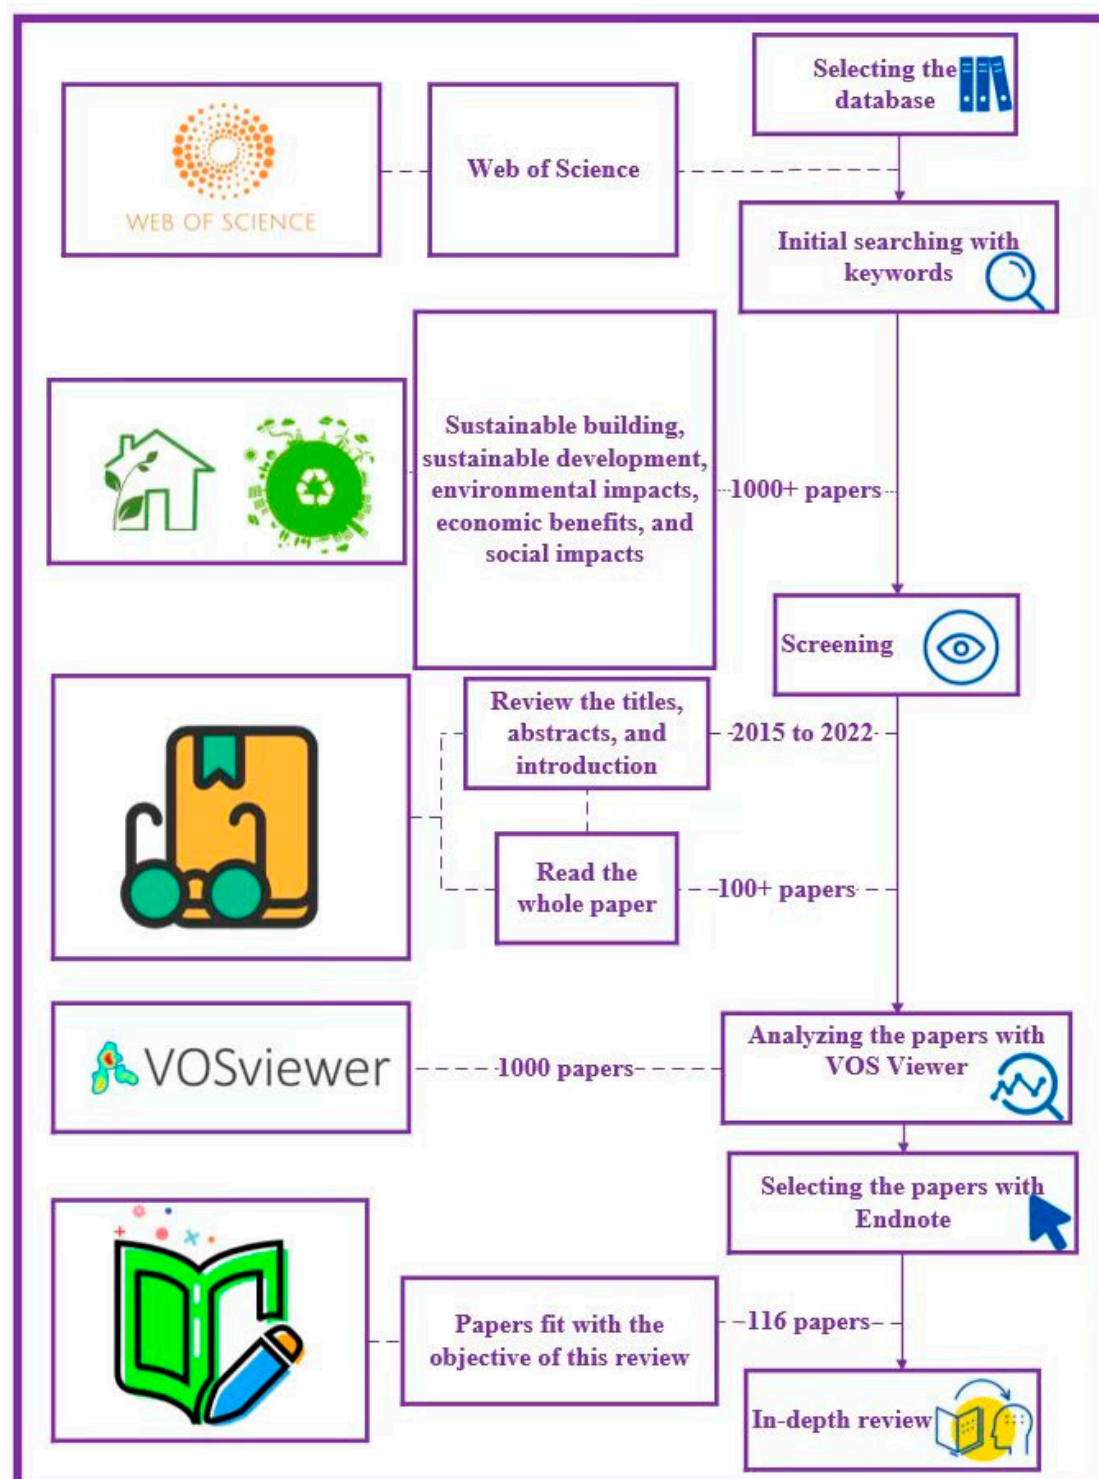 Selecting the
database
WEB OF SCIENCE
Web of Science
Initial searching with
keywords
Sustainable building,
sustainable development,
environmental impacts,
economic benefits, and
social impacts
1000+ papers
Screening
Review the titles,
abstracts, and
introduction
2015 to 2022
Read the
whole paper
100+ papers
VOSviewer
1000 papers
Analyzing the papers with
VOS Viewer
Selecting the papers with
Endnote
Papers fit with the
objective of this review
116 papers
In-depth review